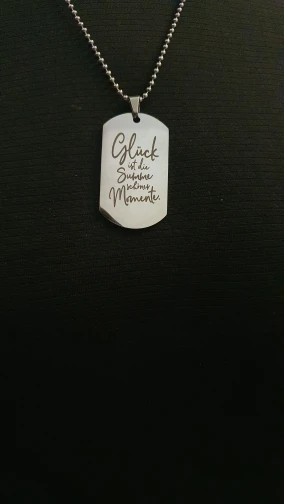 Glück
ist die
Summe
schöner
Momente.